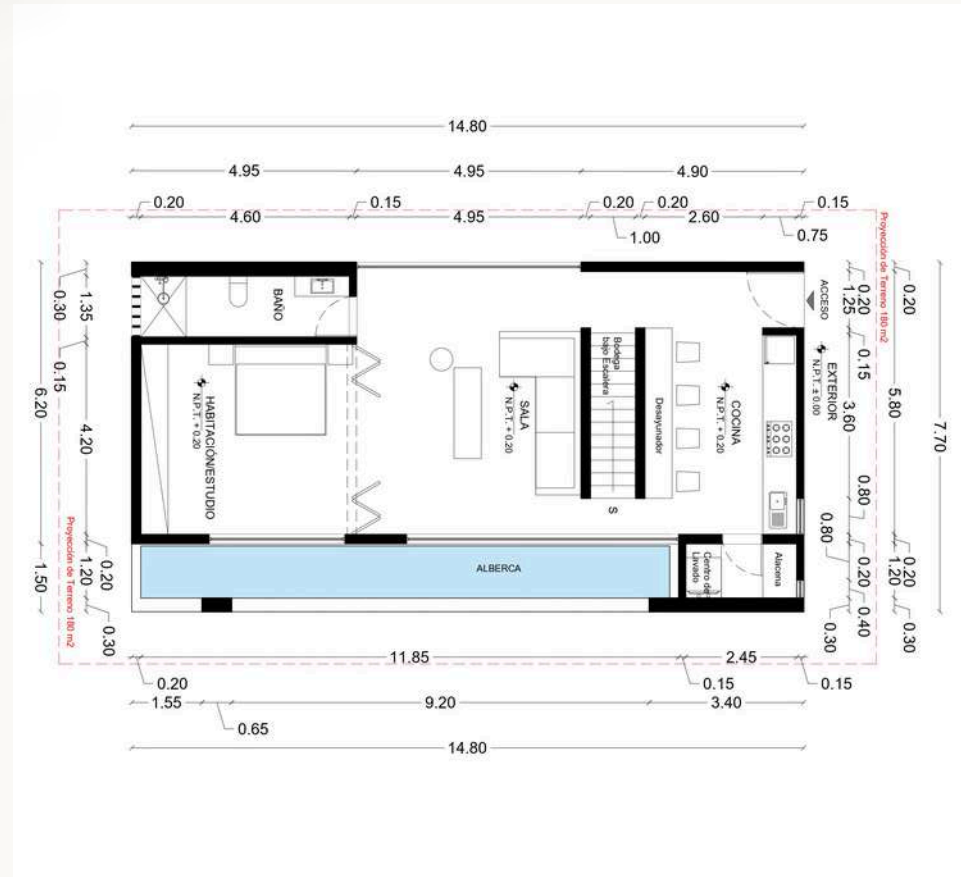 14.80
4.95
4.95
4.90
0.20
4.60
0.15
4.95
0.20
1.00
0.20
2.60
0.75
0.15
Proyección de Terreno 180 m2
6.20
1.50
0.30
1.35
0.15
4.20
0.20
1.20
0.30
BAÑO
HABITACIÓN/ESTUDIO
N.P.T. + 0.20
SALA
N.P.T. + 0.20
Bodega
bajo Escalera
S
Desayunador
COCINA
N.P.T. + 0.20
ACCESO
EXTERIOR
N.P.T. ± 0.00
ALBERCA
Centro de
Lavado
Alacena
0.20
1.25
0.15
3.60
0.80
0.80
0.20
0.40
0.30
0.20
5.80
0.20
1.20
0.30
7.70
Proyección de Terreno 180 m2
0.20
11.85
0.15
2.45
0.15
1.55
0.65
9.20
3.40
14.80